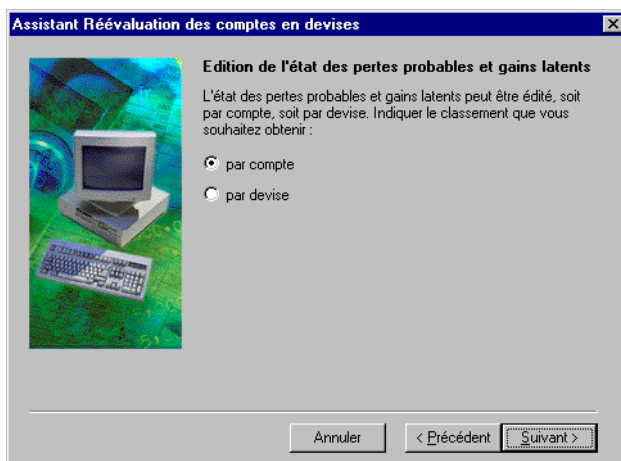 Assistant Réévaluation des comptes en devises
Edition de l'état des pertes probables et gains latents
L'état des pertes probables et gains latents peut être édité, soit
par compte, soit par devise. Indiquer le classement que vous
souhaitez obtenir :
par compte
par devise
Annuler
< Précédent
Suivant >